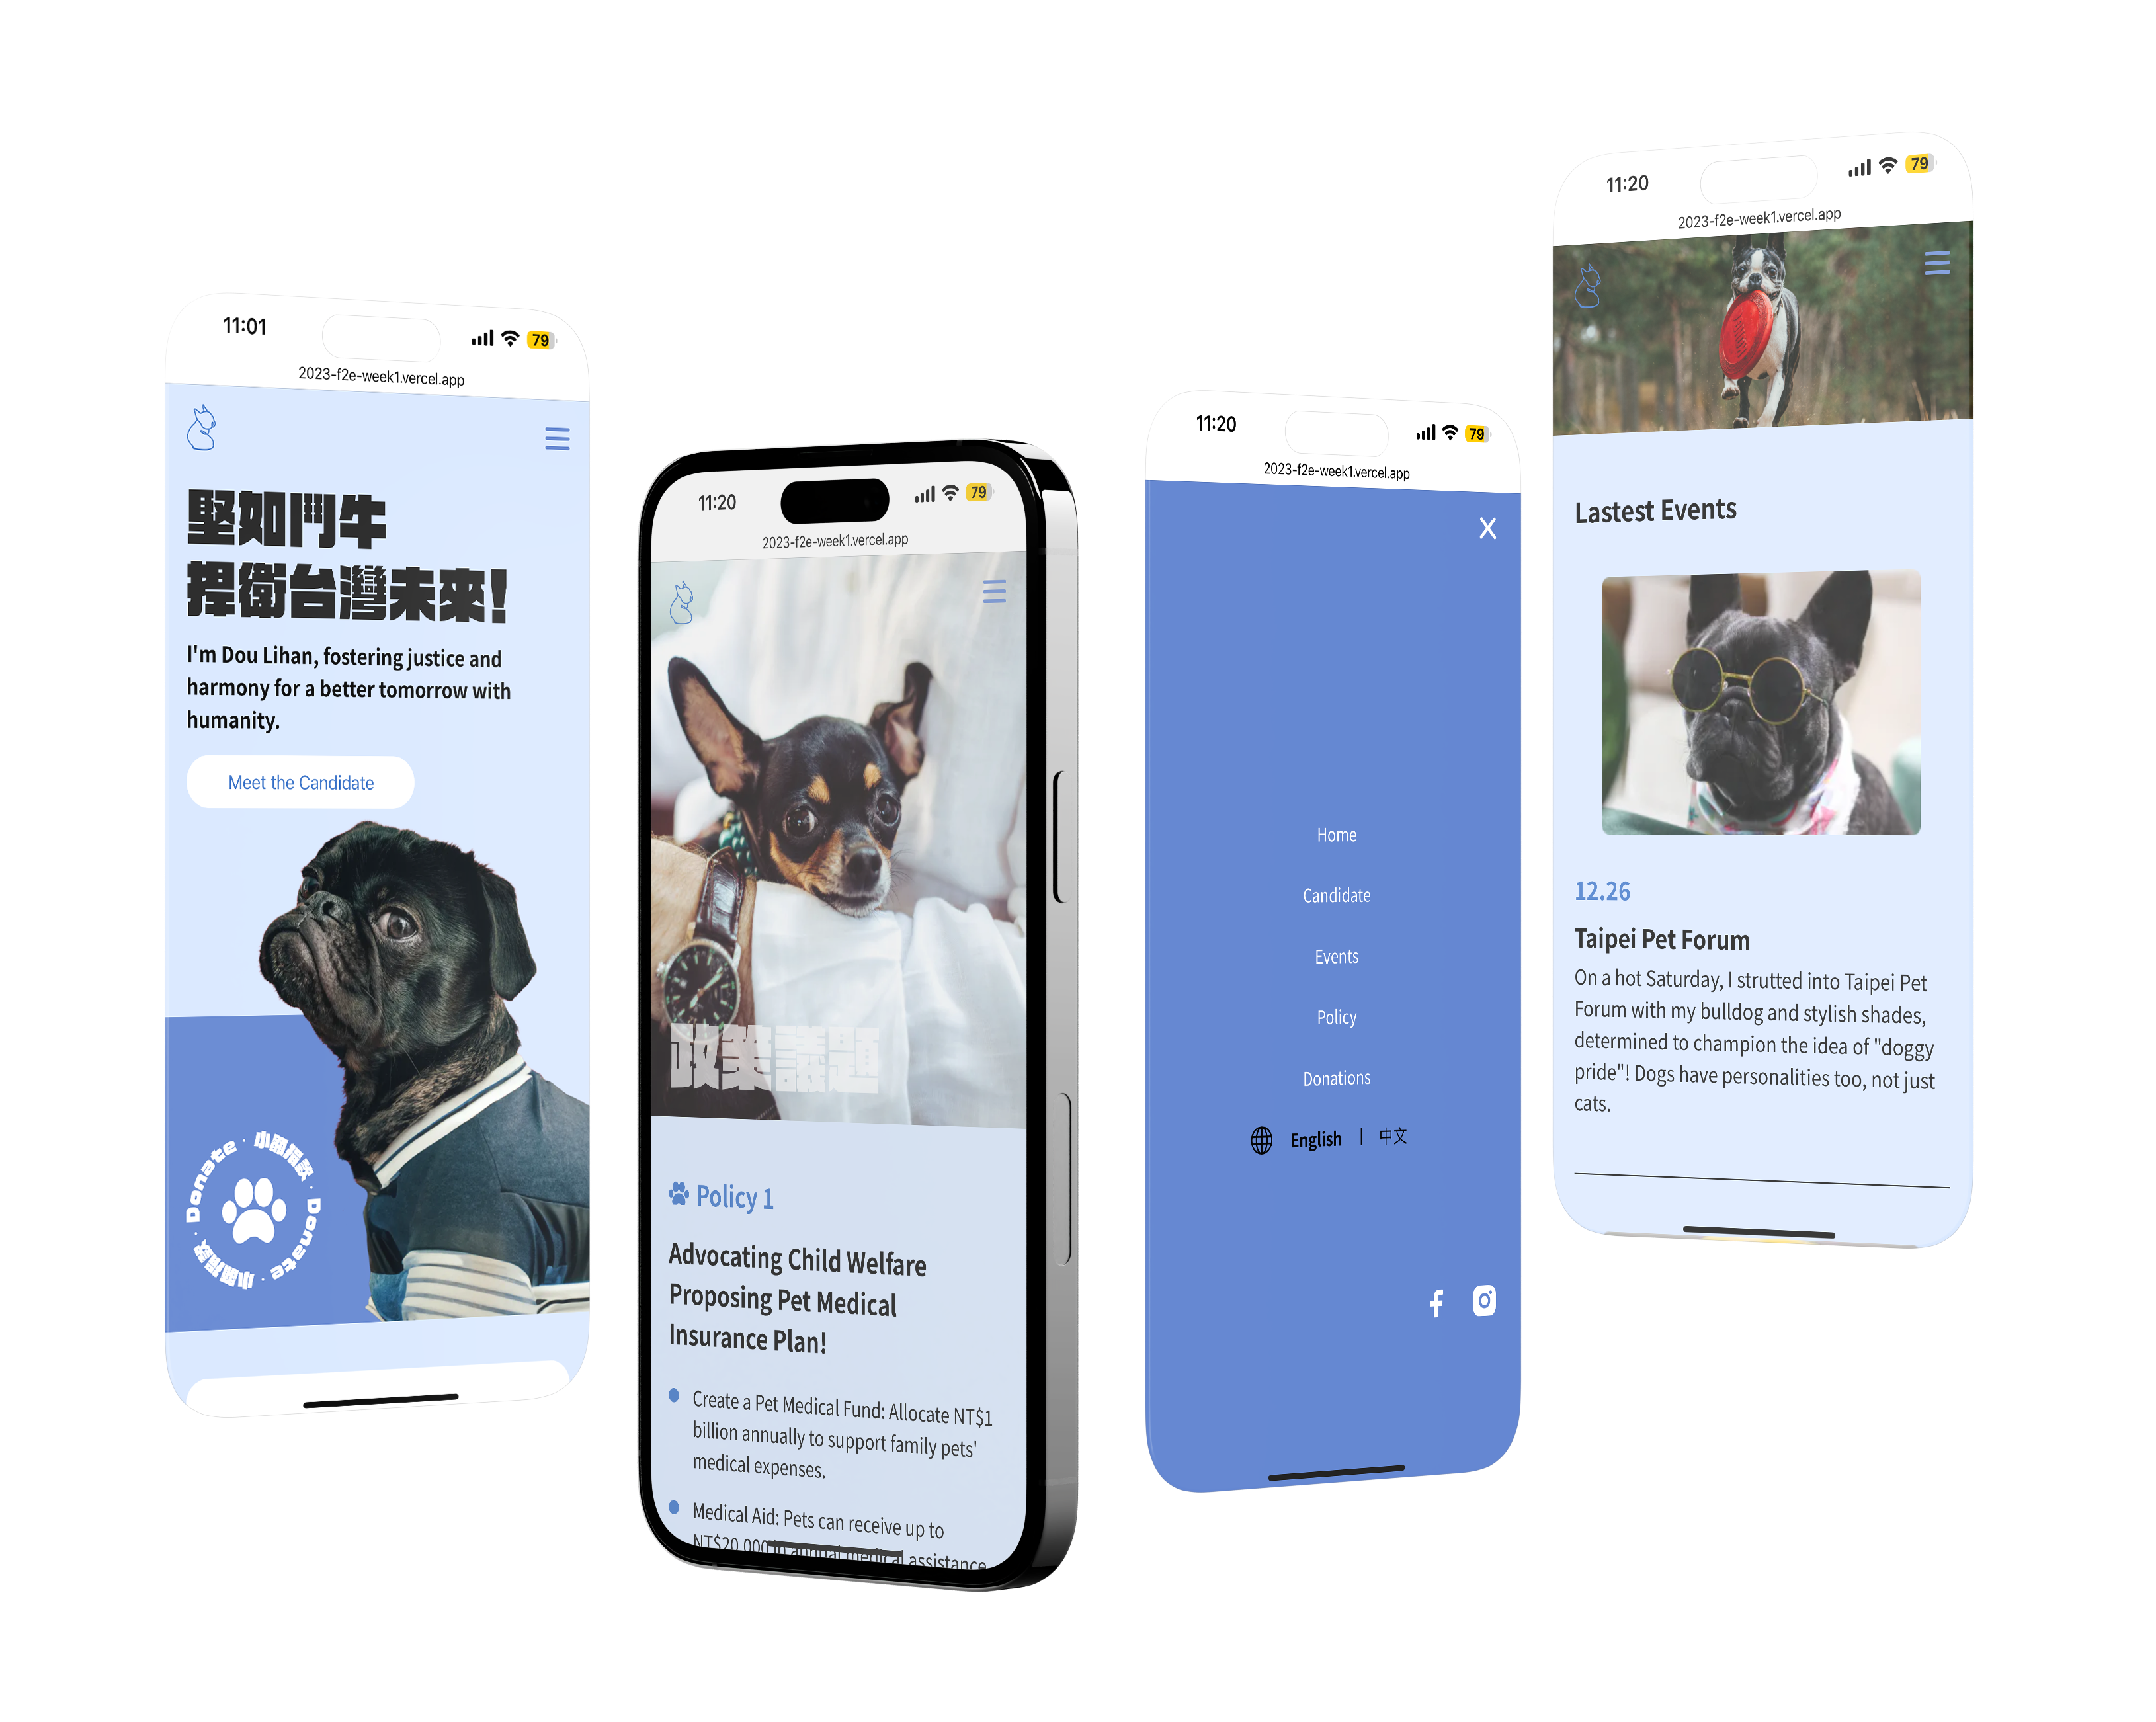 11:01
79
2023-f2e-week1.vercel.app
堅如鬥牛
捍衛台灣未來!
I'm Dou Lihan, fostering justice and
harmony for a better tomorrow with
humanity.
Meet the Candidate
Donate · 小額捐款 · Donate · 小額捐款 ·
11:20
79
2023-f2e-week1.vercel.app
政策議題
Policy 1
Advocating Child Welfare
Proposing Pet Medical
Insurance Plan!
Create a Pet Medical Fund: Allocate NT$1
billion annually to support family pets'
medical expenses.
Medical Aid: Pets can receive up to
NT$20,000 in annual medical assistance
11:20
79
2023-f2e-week1.vercel.app
X
Home
Candidate
Events
Policy
Donations
English | 中文
11:20
79
2023-f2e-week1.vercel.app
Lastest Events
12.26
Taipei Pet Forum
On a hot Saturday, I strutted into Taipei Pet
Forum with my bulldog and stylish shades,
determined to champion the idea of "doggy
pride"! Dogs have personalities too, not just
cats.